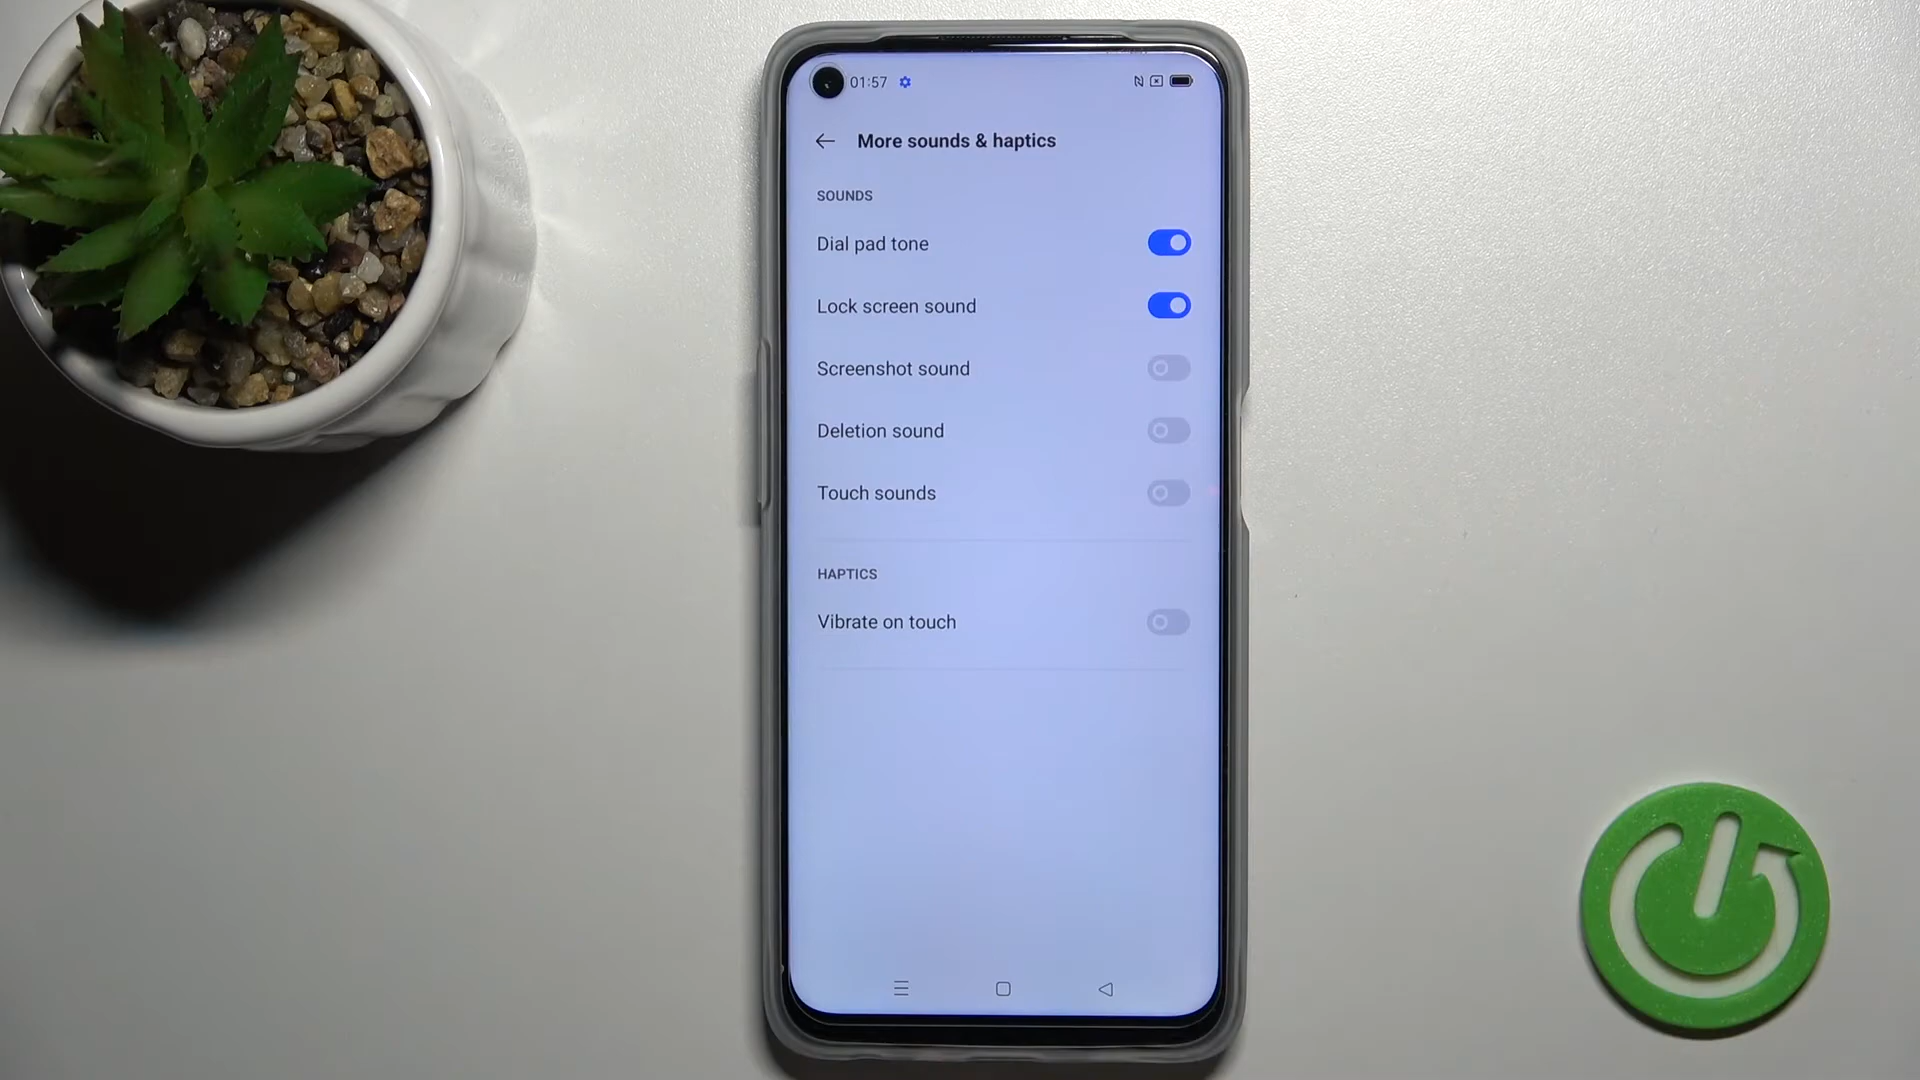 01:57
More sounds & haptics
SOUNDS
Dial pad tone
Lock screen sound
Screenshot sound
Deletion sound
Touch sounds
HAPTICS
Vibrate on touch